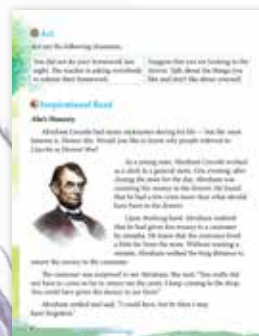 Act
Act out the following situations.
You did not do your homework last
night. The teacher is asking everybody
to submit their homework.
Imagine that you are looking in the
mirror. Talk about the things you
like and don't like about yourself.
Inspirational Read
Abe's Honesty
Abraham Lincoln had many nicknames during his life — but the most
famous is, Honest Abe. Would you like to know why people referred to
Lincoln as Honest Abe?
As a young man, Abraham Lincoln worked
as a clerk in a general store. One evening after
closing the store for the day, Abraham was
counting the money in the drawer. He found
that he had a few cents more than what should
have been in the drawer.
Upon thinking hard, Abraham realised
that he had given less money to a customer
by mistake. He knew that the customer lived
a little far from the store. Without wasting a
minute, Abraham walked the long distance to
return the money to the customer.
The customer was surprised to see Abraham. She said, "You really did
not have to come so far to return me the cents. I keep coming to the shop.
You could have given the money to me then."
Abraham smiled and said, "I could have, but by then I may
have forgotten."